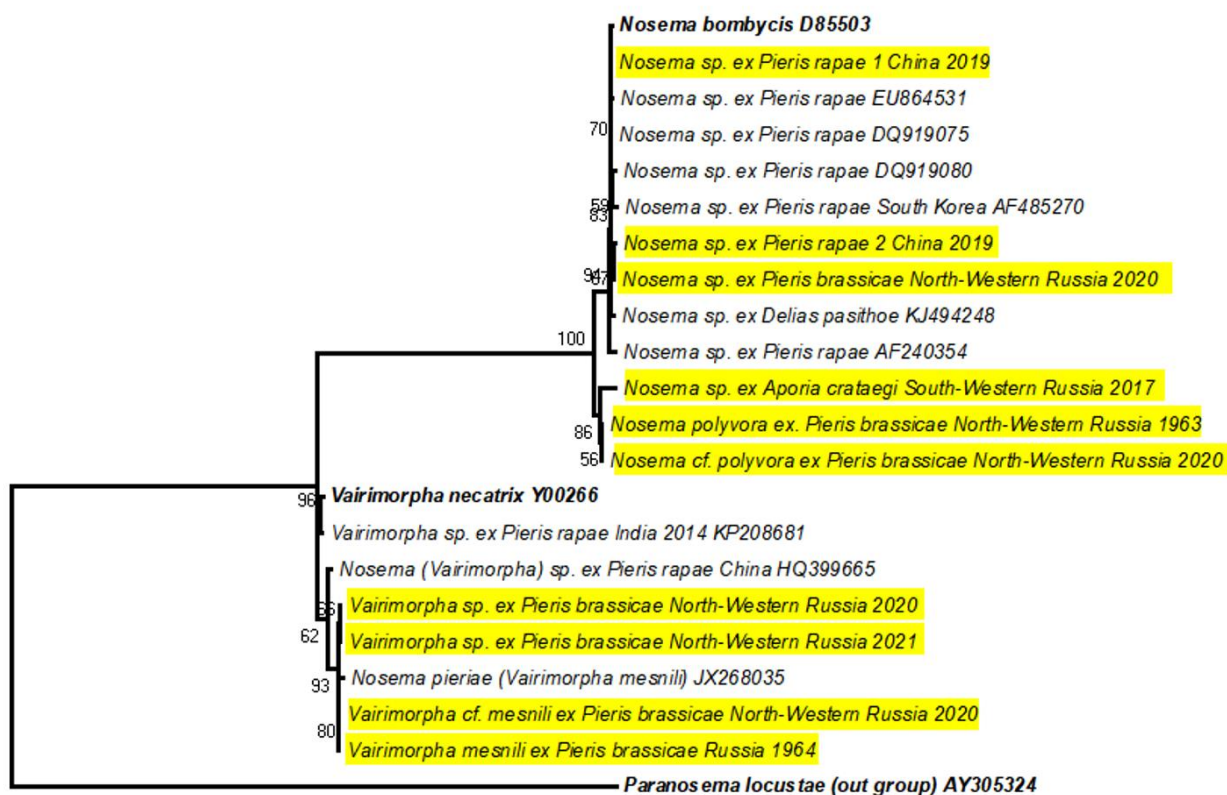 Nosema bombycis D85503
Nosema sp. ex Pieris rapae 1 China 2019
Nosema sp. ex Pieris rapae EU864531
70
Nosema sp. ex Pieris rapae DQ919075
Nosema sp. ex Pieris rapae DQ919080
Nosema sp. ex Pieris rapae South Korea AF485270
83
Nosema sp. ex Pieris rapae 2 China 2019
Nosema sp. ex Pieris brassicae North-Western Russia 2020
Nosema sp. ex Delias pasithoe KJ494248
100
Nosema sp. ex Pieris rapae AF240354
Nosema sp. ex Aporia crataegi South-Western Russia 2017
Nosema polyvora ex. Pieris brassicae North-Western Russia 1963
86
Nosema cf. polyvora ex Pieris brassicae North-Western Russia 2020
56
Vairimorpha necatrix Y00266
96
Vairimorpha sp. ex Pieris rapae India 2014 KP208681
Nosema (Vairimorpha) sp. ex Pieris rapae China HQ399665
Vairimorpha sp. ex Pieris brassicae North-Western Russia 2020
62
Vairimorpha sp. ex Pieris brassicae North-Western Russia 2021
Nosema pieriae (Vairimorpha mesnili) JX268035
93
Vairimorpha cf. mesnili ex Pieris brassicae North-Western Russia 2020
80
Vairimorpha mesnili ex Pieris brassicae Russia 1964
Paranosema locustae (out group) AY305324